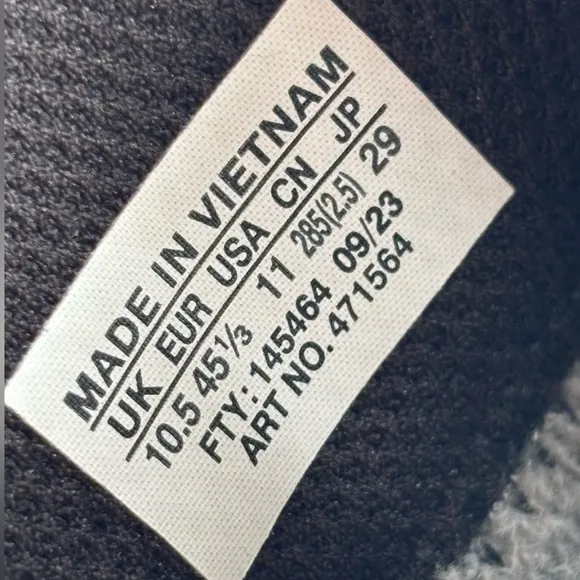 MADE IN VIETNAM
UK EUR USA CN JP
10.5 45⅓ 11 285(2.5) 29
FTY: 145464 09/23
ART NO. 471564